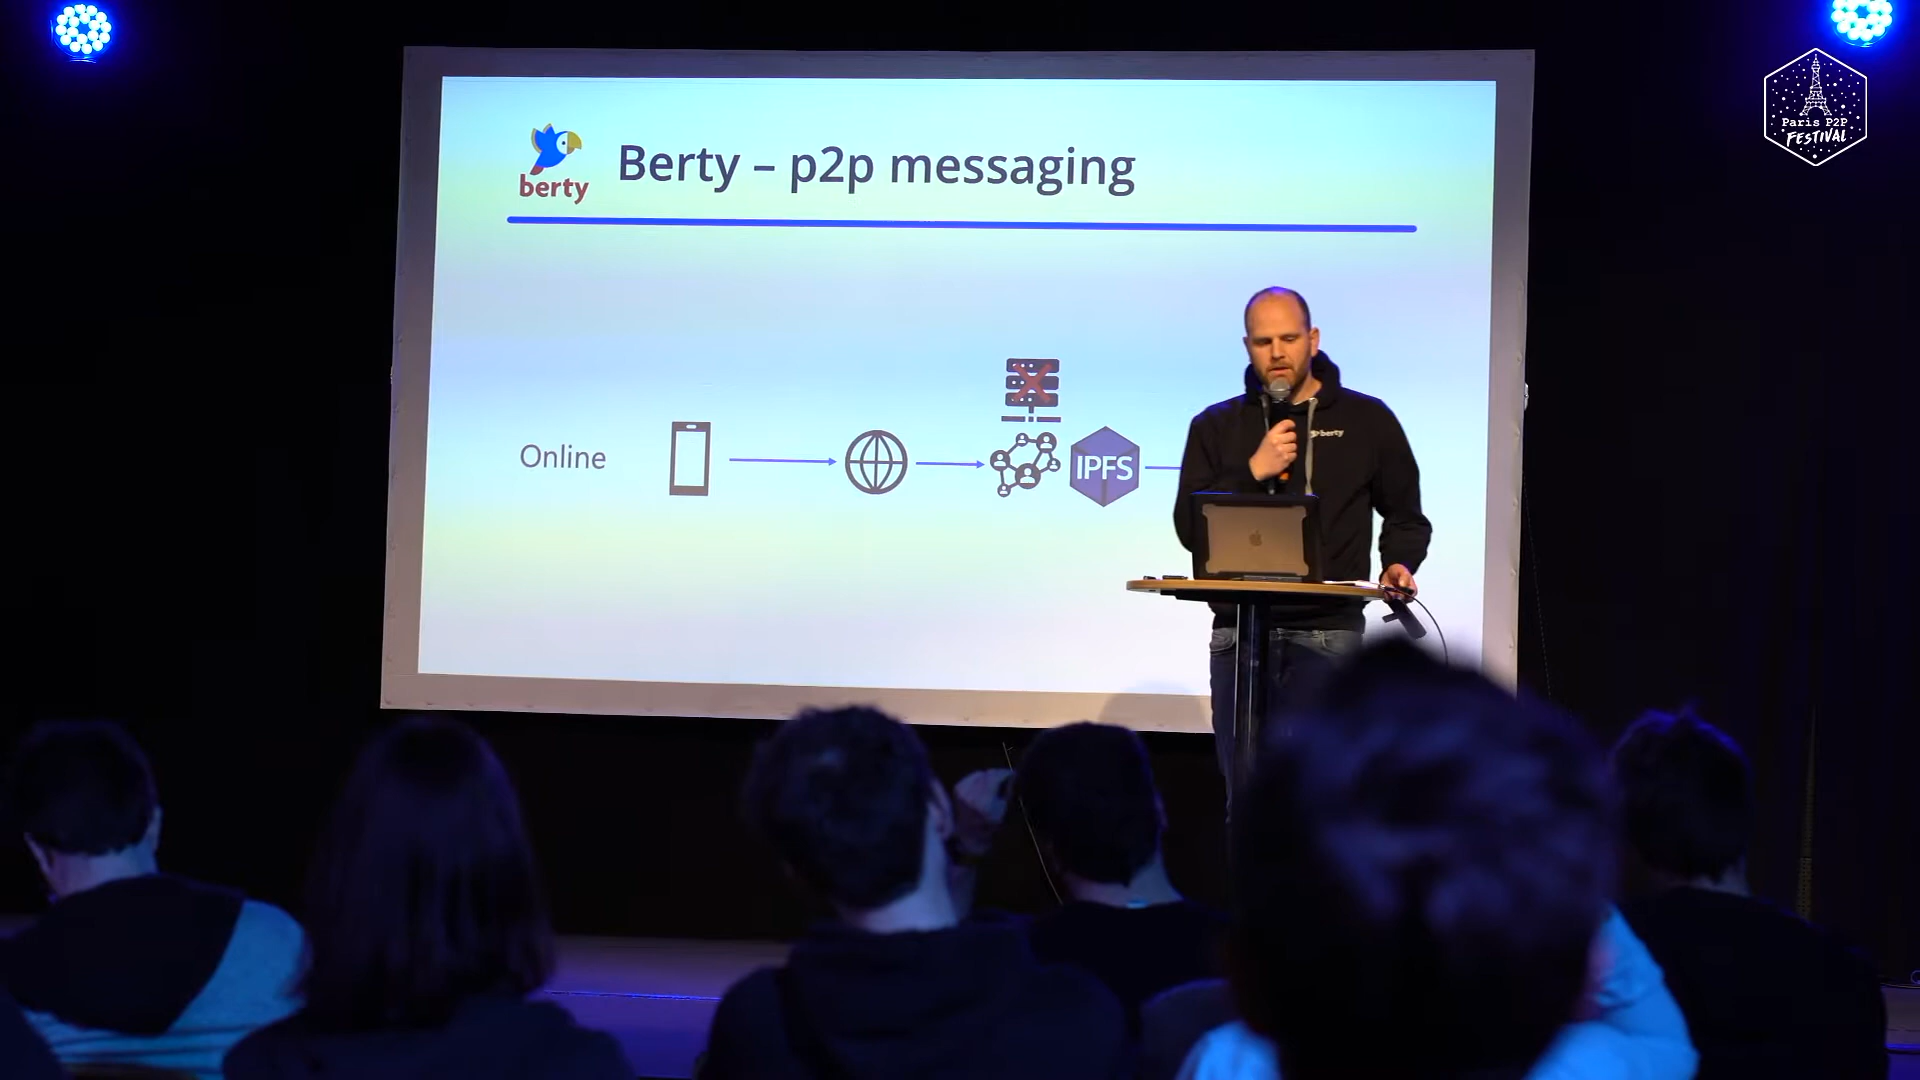 Paris P2P
FESTIVAL
berty
Berty – p2p messaging
Online
IPFS
berty